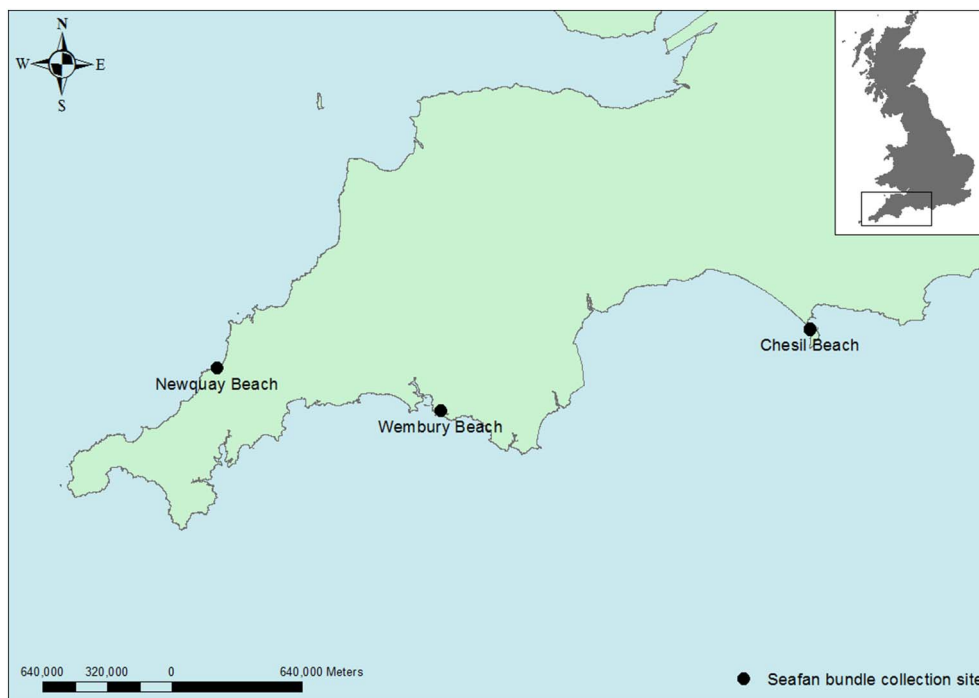 N
W E
S
Chesil Beach
Newquay Beach
Wembury Beach
640,000 320,000 0 640,000 Meters
Seafan bundle collection site